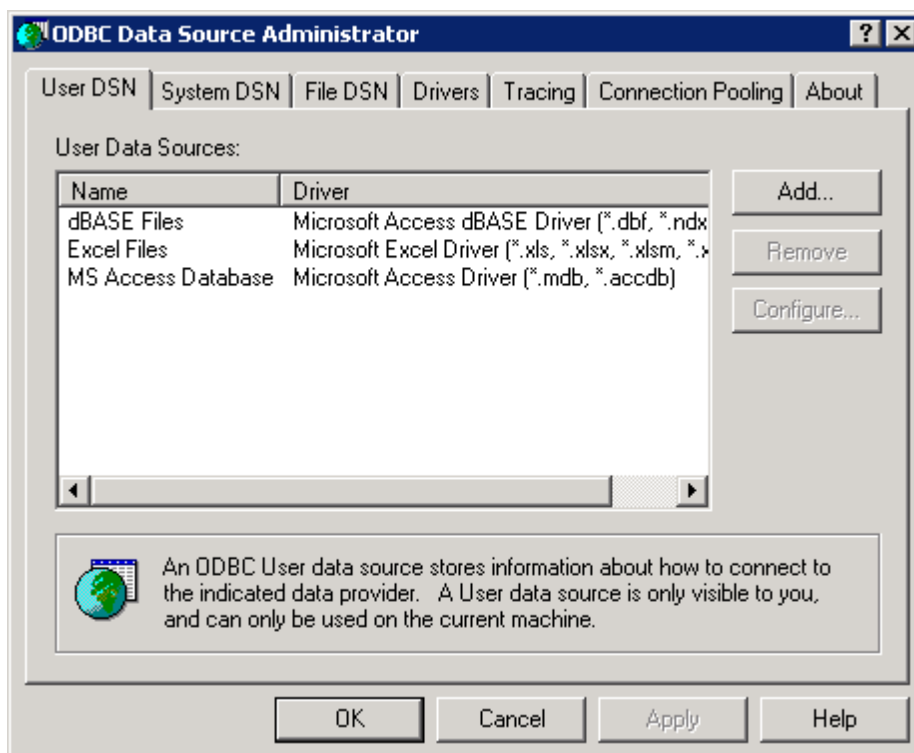 ODBC Data Source Administrator
User DSN System DSN File DSN Drivers Tracing Connection Pooling About
User Data Sources:
Name Driver
dBASE Files Microsoft Access dBASE Driver (*.dbf, *.ndx
Excel Files Microsoft Excel Driver (*.xls, *.xlsx, *.xlsm, *.x
MS Access Database Microsoft Access Driver (*.mdb, *.accdb)
Add...
Remove
Configure...
An ODBC User data source stores information about how to connect to
the indicated data provider. A User data source is only visible to you,
and can only be used on the current machine.
OK Cancel Apply Help